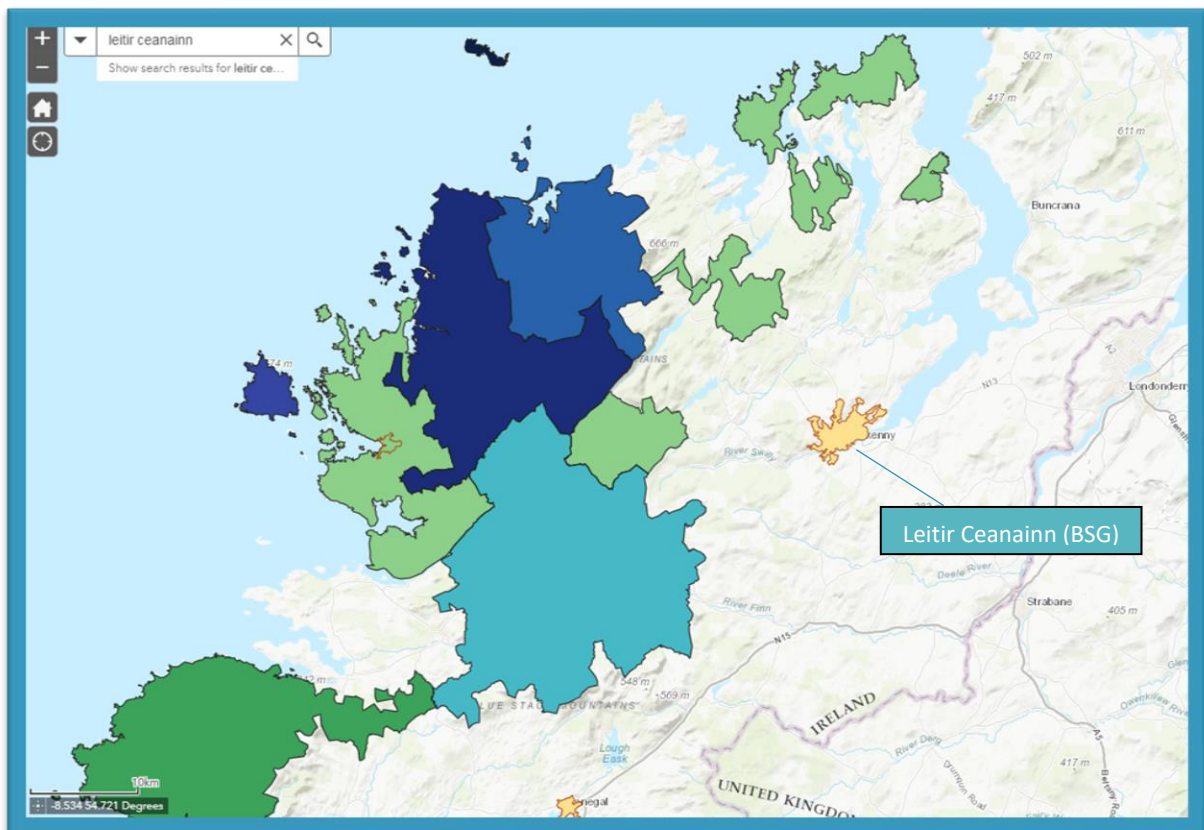 +
leitir ceanainn
Show search results for leitir ce...
502 m
417 m
611 m
Buncrana
666 m
A2
Londonderry
N13
River Swilly
Leitir Ceanainn (BSG)
Deele River
Strabane
405 m
River Finn
N15
548 m
569
IRELAND
River Derg
Lough
Eask
417 m
A5
UNITED KINGDOM
10km
-8.534 54.721 Degrees